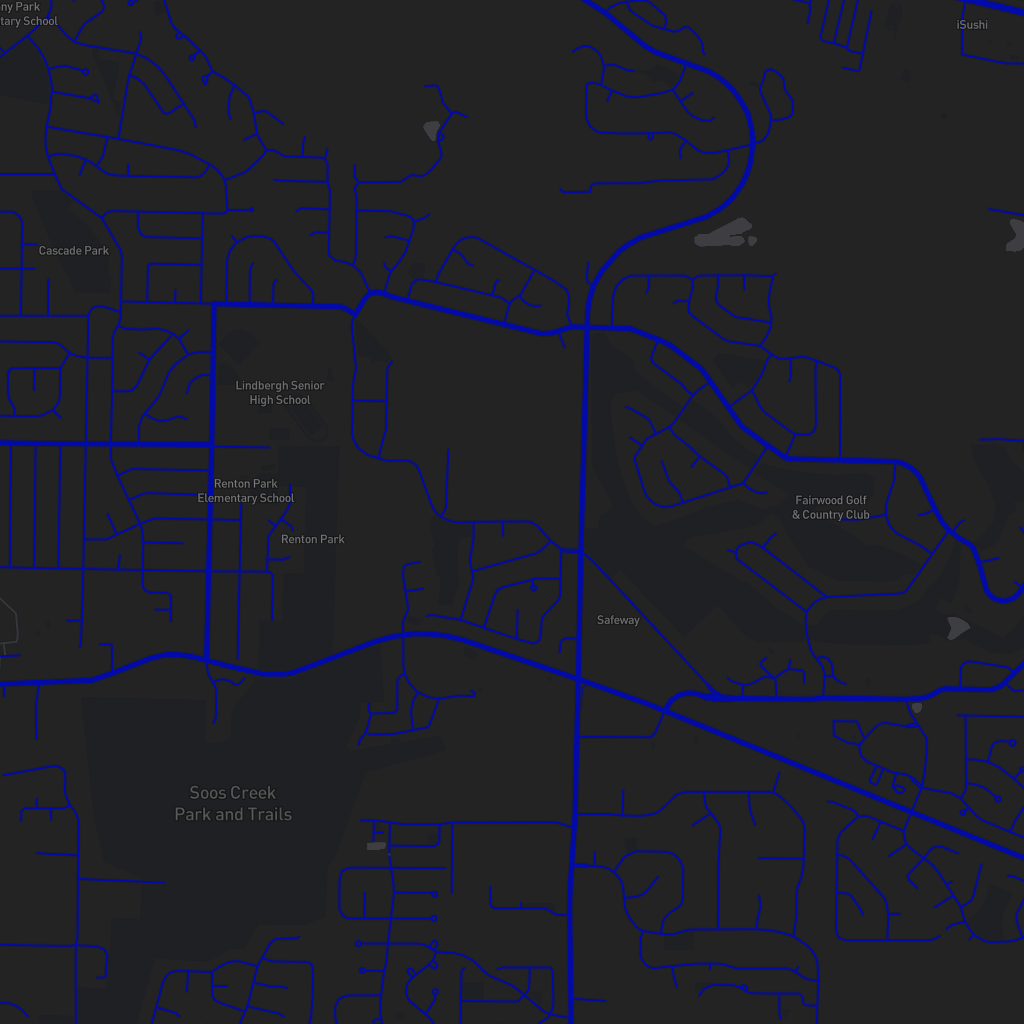 ny Park
tary School
iSushi
Cascade Park
Lindbergh Senior
High School
Renton Park
Elementary School
Fairwood Golf
& Country Club
Renton Park
Safeway
Soos Creek
Park and Trails